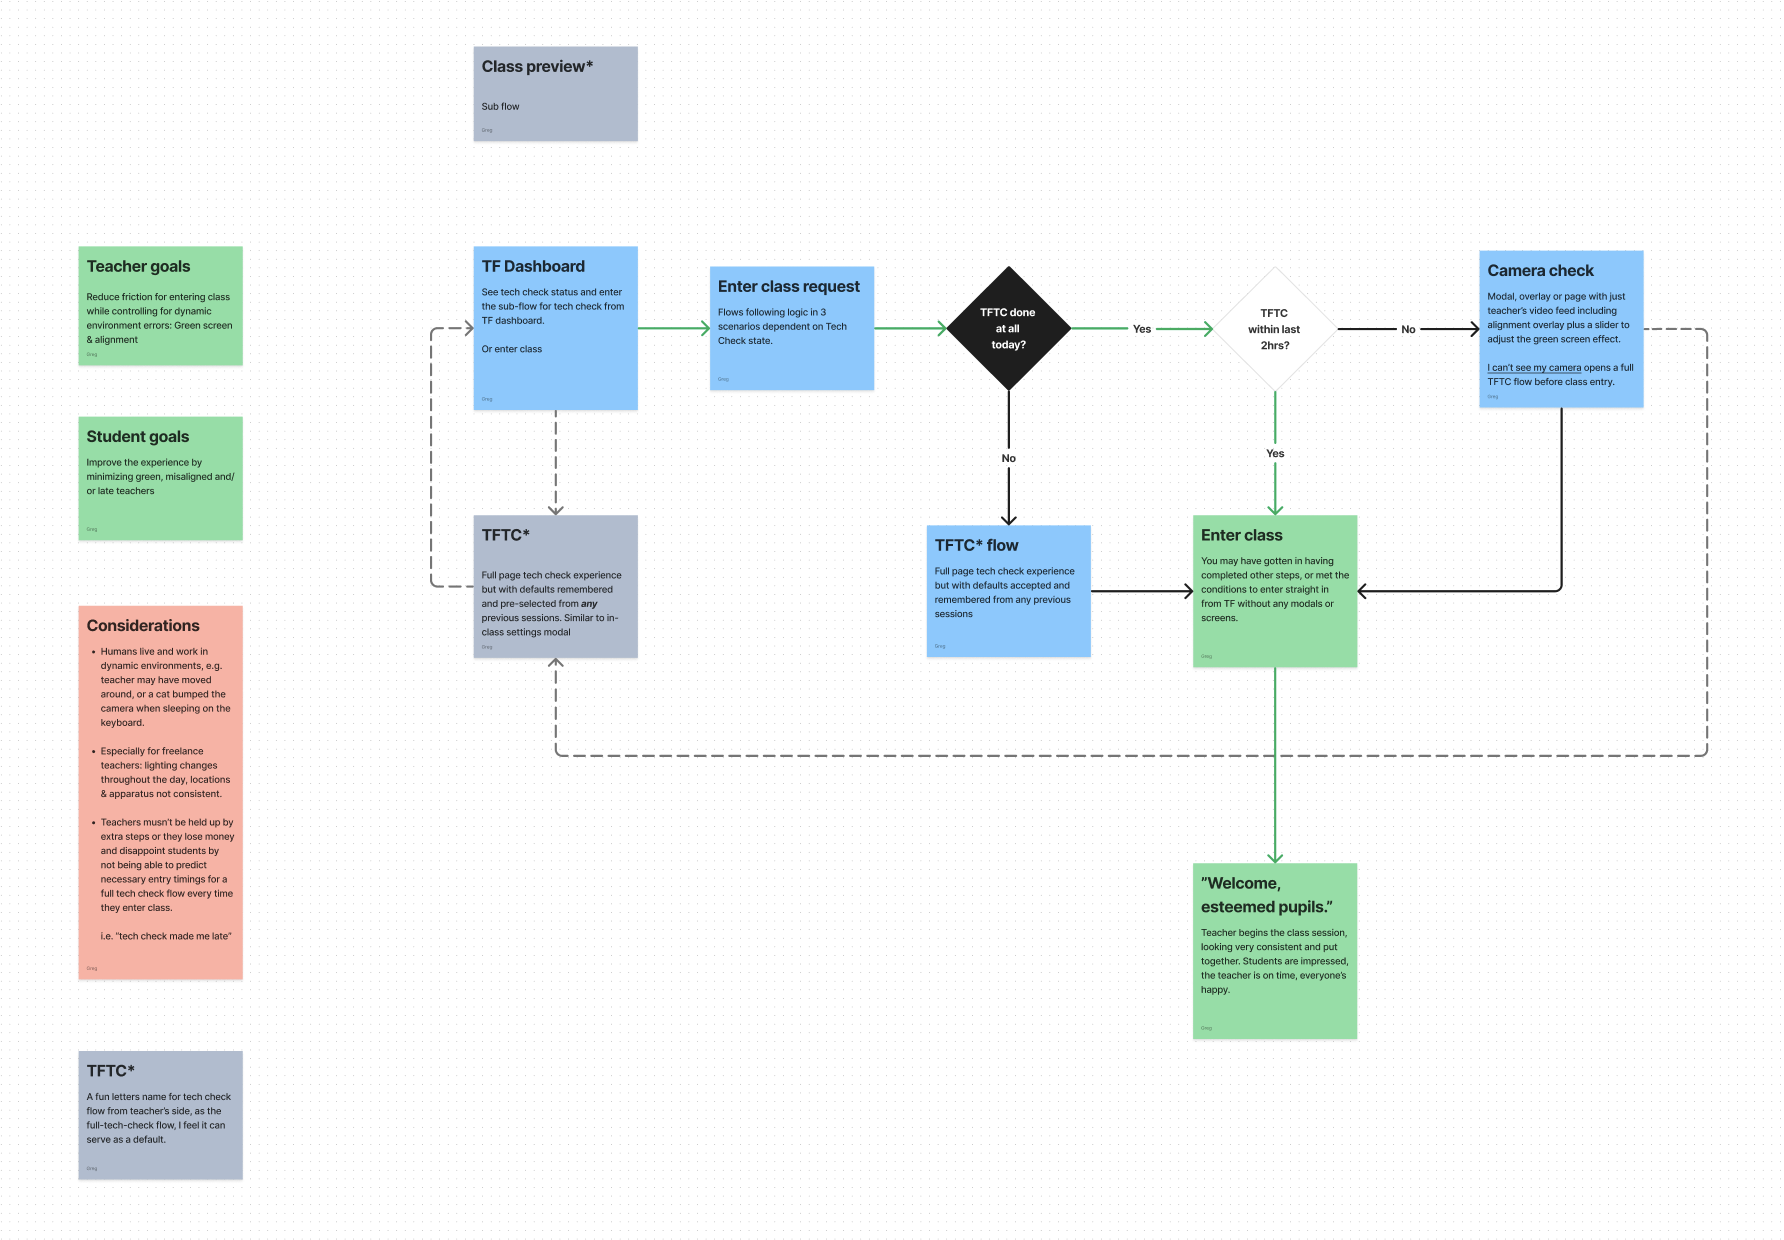 Class preview*
Sub flow
Greg
Teacher goals
Reduce friction for entering class
while controlling for dynamic
environment errors: Green screen
& alignment
Greg
Student goals
Improve the experience by
minimizing green, misaligned and/
or late teachers
Greg
Considerations
• Humans live and work in
dynamic environments, e.g.
teacher may have moved
around, or a cat bumped the
camera when sleeping on the
keyboard.
• Especially for freelance
teachers: lighting changes
throughout the day, locations
& apparatus not consistent.
• Teachers musn't be held up by
extra steps or they lose money
and disappoint students by
not being able to predict
necessary entry timings for a
full tech check flow every time
they enter class.
i.e. “tech check made me late”
Greg
TFTC*
A fun letters name for tech check
flow from teacher's side, as the
full-tech-check flow, I feel it can
serve as a default.
Greg
TF Dashboard
See tech check status and enter
the sub-flow for tech check from
TF dashboard.
Or enter class
Greg
TFTC*
Full page tech check experience
but with defaults remembered
and pre-selected from any
previous sessions. Similar to in-
class settings modal
Greg
Enter class request
Flows following logic in 3
scenarios dependent on Tech
Check state.
Greg
TFTC done
at all
today?
Yes
No
TFTC* flow
Full page tech check experience
but with defaults accepted and
remembered from any previous
sessions
Greg
TFTC
within last
2hrs?
No
Yes
Camera check
Modal, overlay or page with just
teacher's video feed including
alignment overlay plus a slider to
adjust the green screen effect.
I can't see my camera opens a full
TFTC flow before class entry.
Greg
Enter class
You may have gotten in having
completed other steps, or met the
conditions to enter straight in
from TF without any modals or
screens.
Greg
”Welcome,
esteemed pupils.”
Teacher begins the class session,
looking very consistent and put
together. Students are impressed,
the teacher is on time, everyone's
happy.
Greg